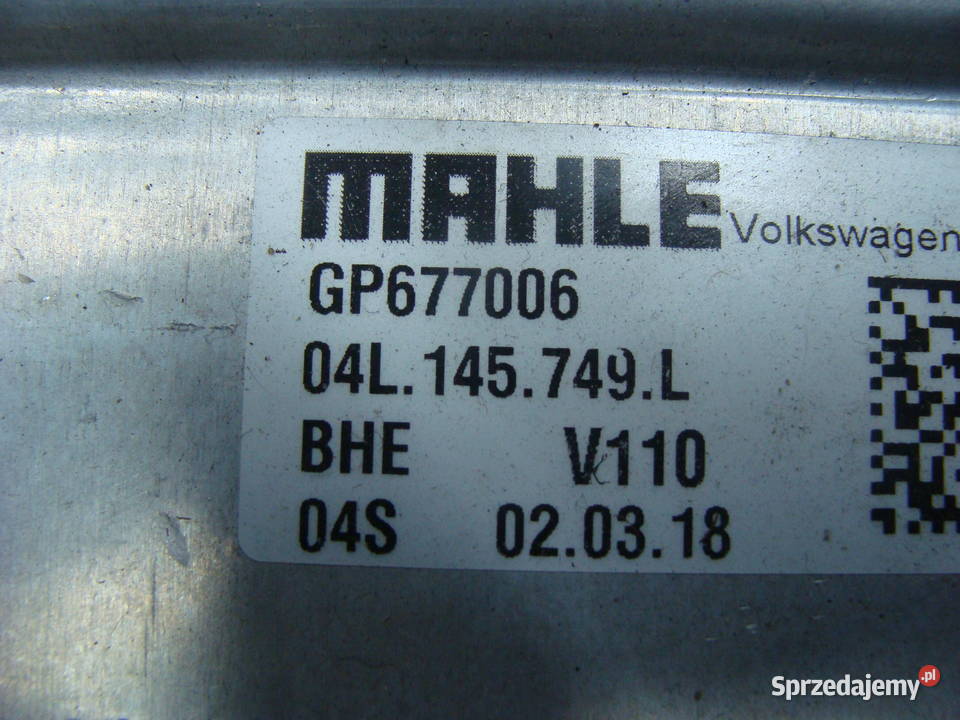 MAHLE Volkswagen
GP677006
04L.145.749.L
BHE V110
04S 02.03.18
Sprzedajemy.pl